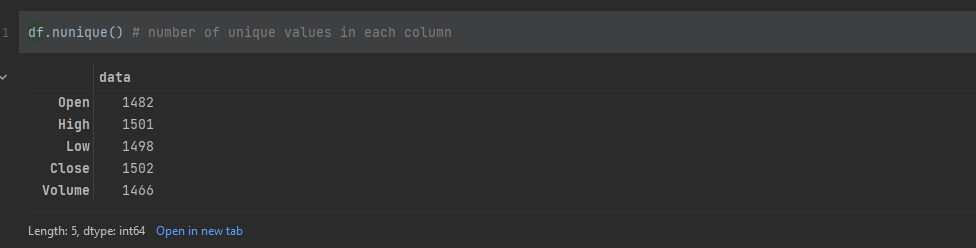 1 df.nunique() # number of unique values in each column
data
Open 1482
High 1501
Low 1498
Close 1502
Volume 1466
Length: 5, dtype: int64 Open in new tab